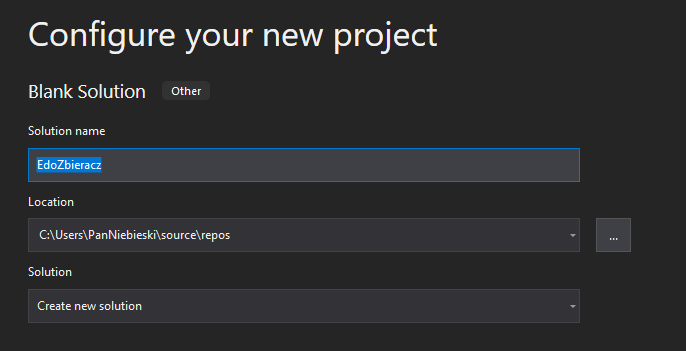 Configure your new project
Blank Solution Other
Solution name
EdoZbieracz
Location
C:\Users\PanNiebieski\source\repos
...
Solution
Create new solution